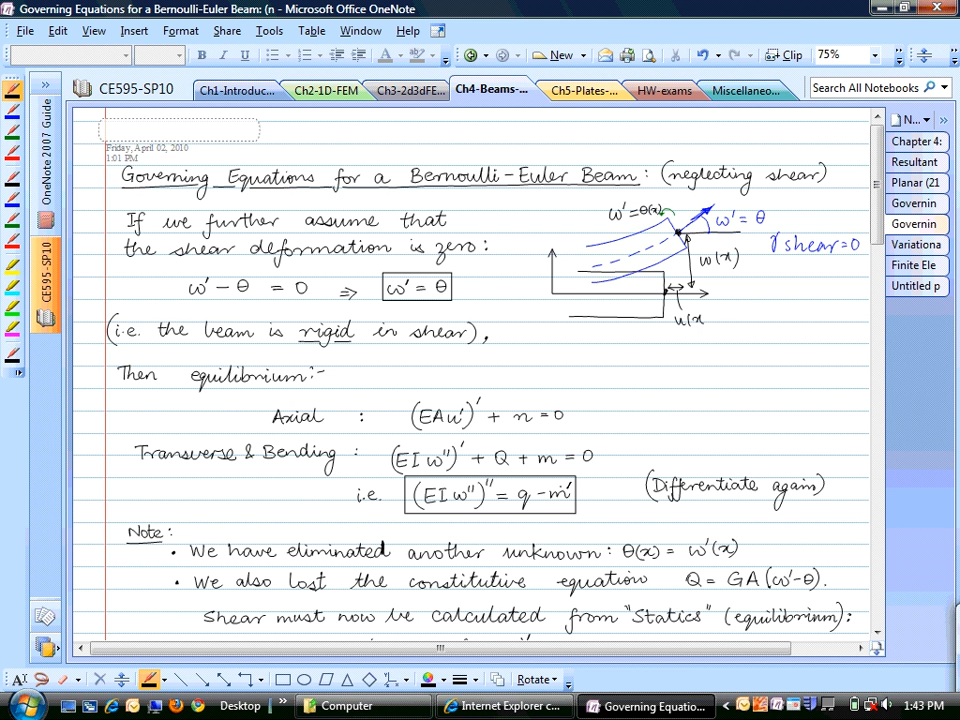 Governing Equations for a Bernoulli-Euler Beam: (n - Microsoft Office OneNote
File Edit View Insert Format Share Tools Table Window Help
B I U A ab New Clip 75%
CE595-SP10 Ch1-Introduc... Ch2-1D-FEM Ch3-2d3dFE... Ch4-Beams-... Ch5-Plates-... HW-exams Miscellaneo... Search All Notebooks
OneNote 2007 Guide
CE595-SP10
N...
Chapter 4:
Resultant
Planar (21
Governin
Governin
Variationa
Finite Ele
Untitled p
Friday, April 02, 2010
1:01 PM
Governing Equations for a Bernoulli-Euler Beam: (neglecting shear)
If we further assume that
the shear deformation is zero:
w' - θ = 0 ⇒ w' = θ
w' = θ(x)
w' = θ
γ shear = 0
w(x)
u(x
(i.e. the beam is rigid in shear),
Then equilibrium:-
Axial : (EAu')' + n = 0
Transverse & Bending : (EI w'')' + Q + m = 0
i.e. (EI w'')'' = q - m' (Differentiate again)
Note:
• We have eliminated another unknown: θ(x) = w'(x)
• We also lost the constitutive equation Q = GA(w'-θ).
Shear must now be calculated from "Statics" (equilibrium):
Rotate
Desktop Computer Internet Explorer c... Governing Equatio... 1:43 PM